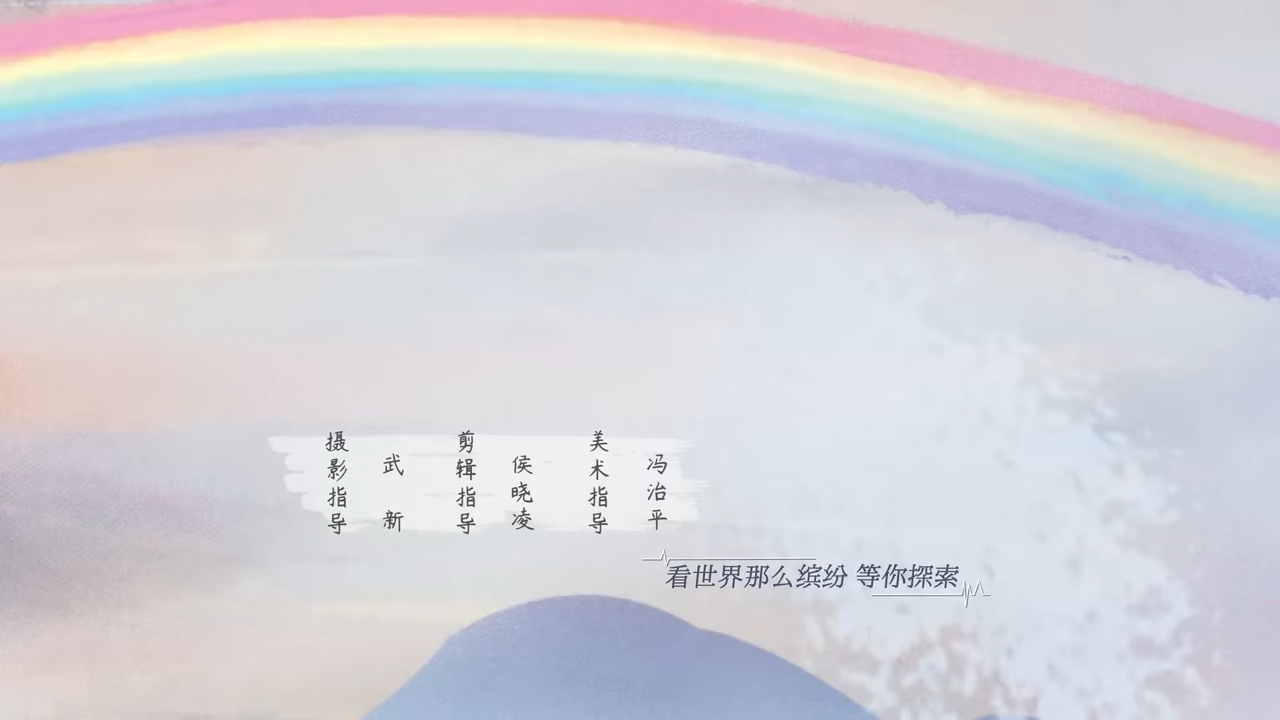 摄影指导
武新
剪辑指导
侯晓凌
美术指导
冯治平
看世界那么缤纷 等你探索